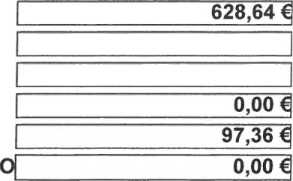 628,64 €
0,00 €
97,36 €
O 0,00 €